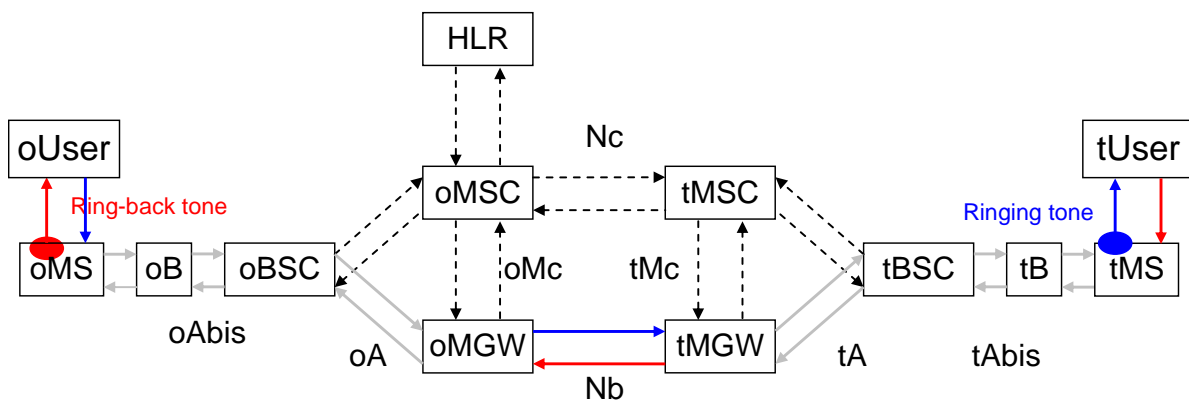 HLR
Nc
oUser
tUser
oMSC
tMSC
Ring-back tone
Ringing tone
oMS
oB
oBSC
oMc
tMc
tBSC
tB
tMS
oAbis
oA
oMGW
tMGW
tA
tAbis
Nb